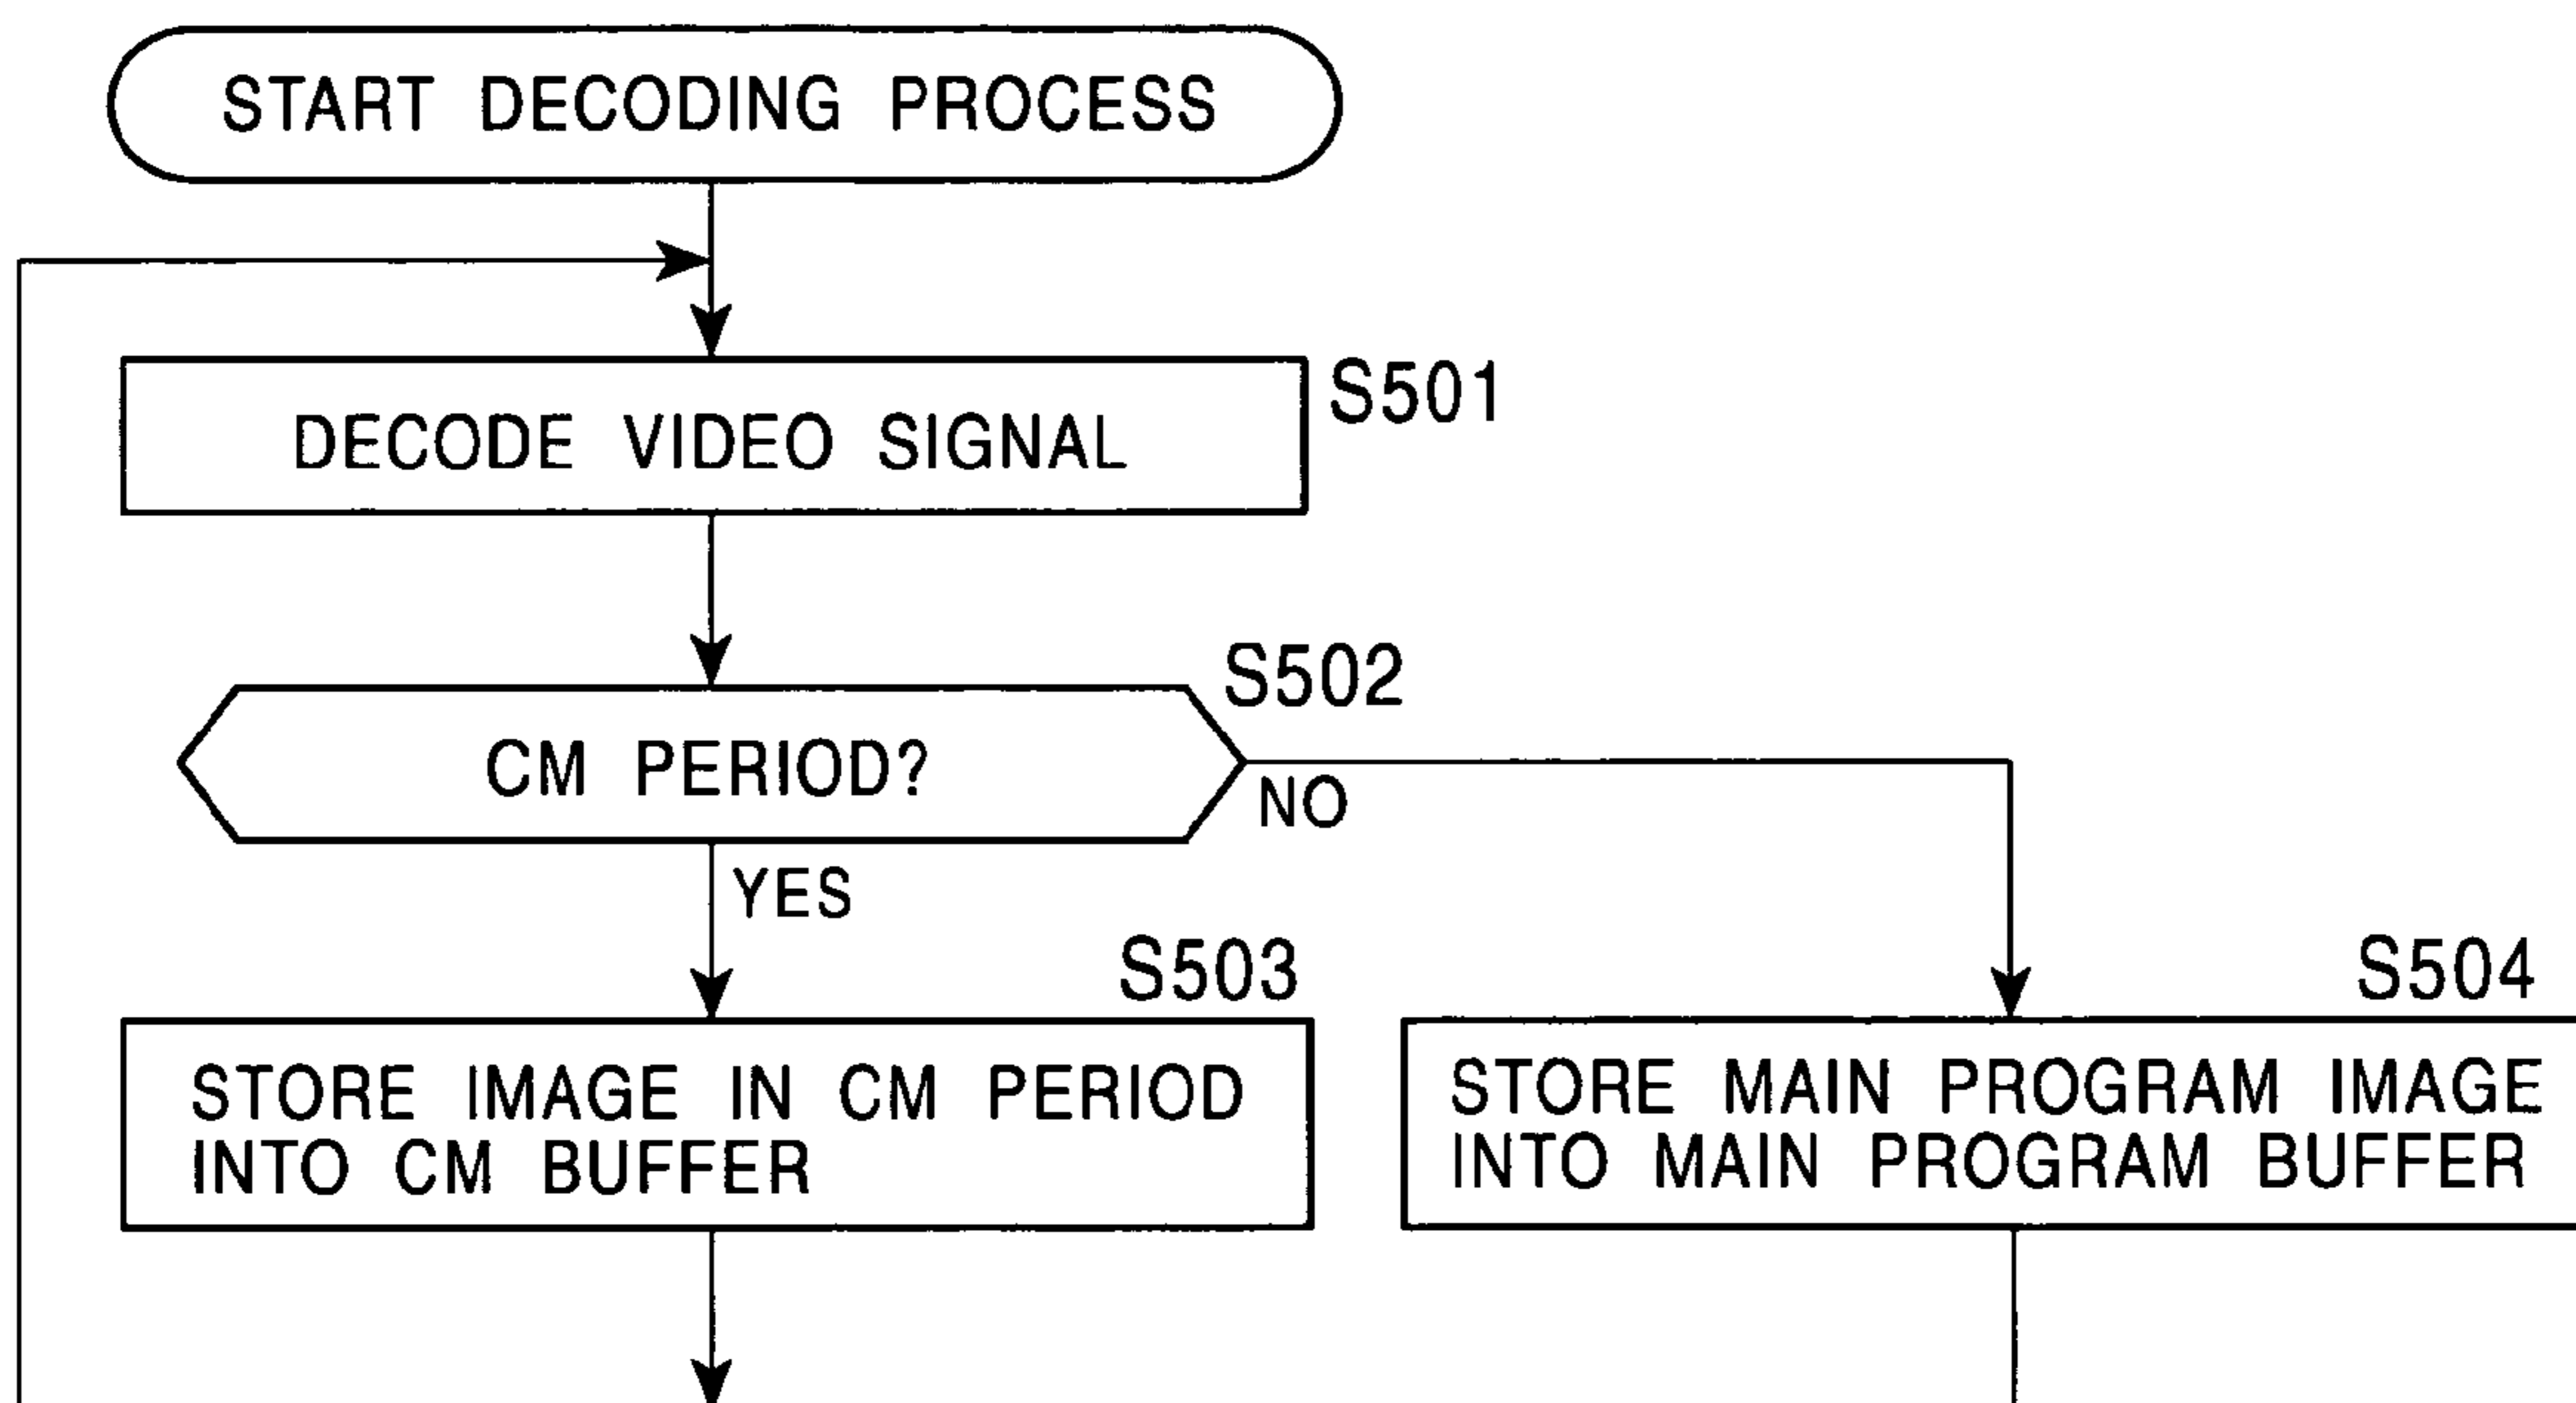 START DECODING PROCESS
S501
DECODE VIDEO SIGNAL
S502
CM PERIOD?
NO
YES
S503
STORE IMAGE IN CM PERIOD
INTO CM BUFFER
S504
STORE MAIN PROGRAM IMAGE
INTO MAIN PROGRAM BUFFER